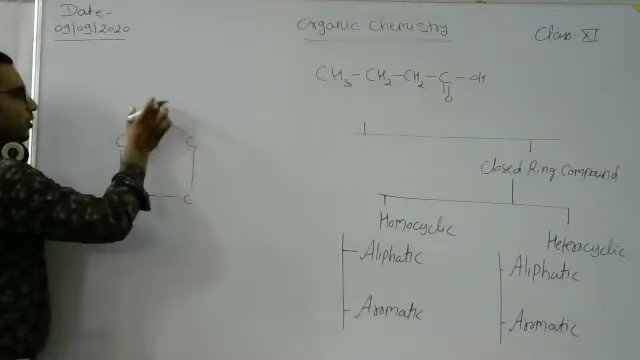 Date-
09/09/2020
Organic Chemistry
Class-XI
CH3-CH2-CH2-C-OH
O
Closed Ring Compound
Homocyclic
Heterocyclic
Aliphatic
Aliphatic
Aromatic
Aromatic
C C
C